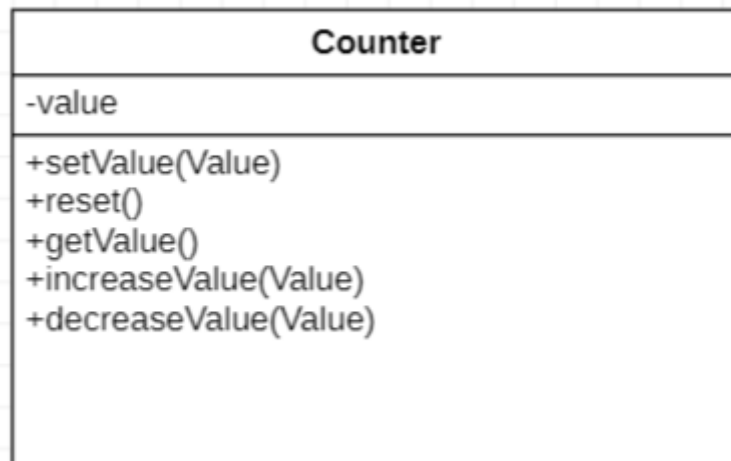 Counter
-value
+setValue(Value)
+reset()
+getValue()
+increaseValue(Value)
+decreaseValue(Value)